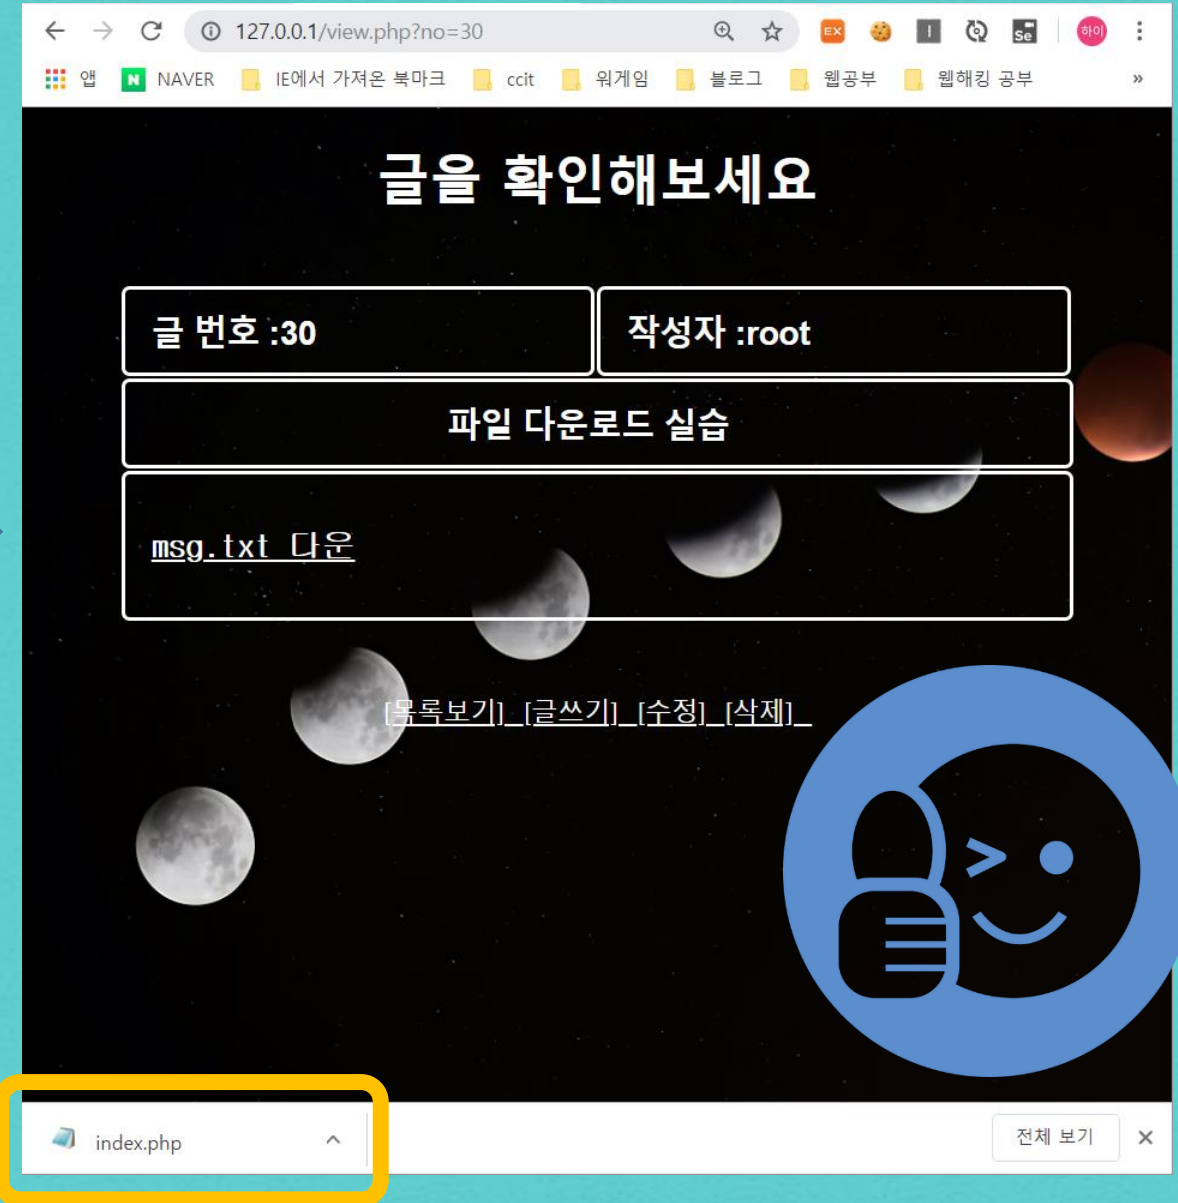 127.0.0.1/view.php?no=30
EX
Se
하이
앱 N NAVER IE에서 가져온 북마크 ccit 워게임 블로그 웹공부 웹해킹 공부 »
글을 확인해보세요
글 번호 :30 작성자 :root
파일 다운로드 실습
msg.txt 다운
[목록보기] [글쓰기] [수정] [삭제]
index.php 전체 보기